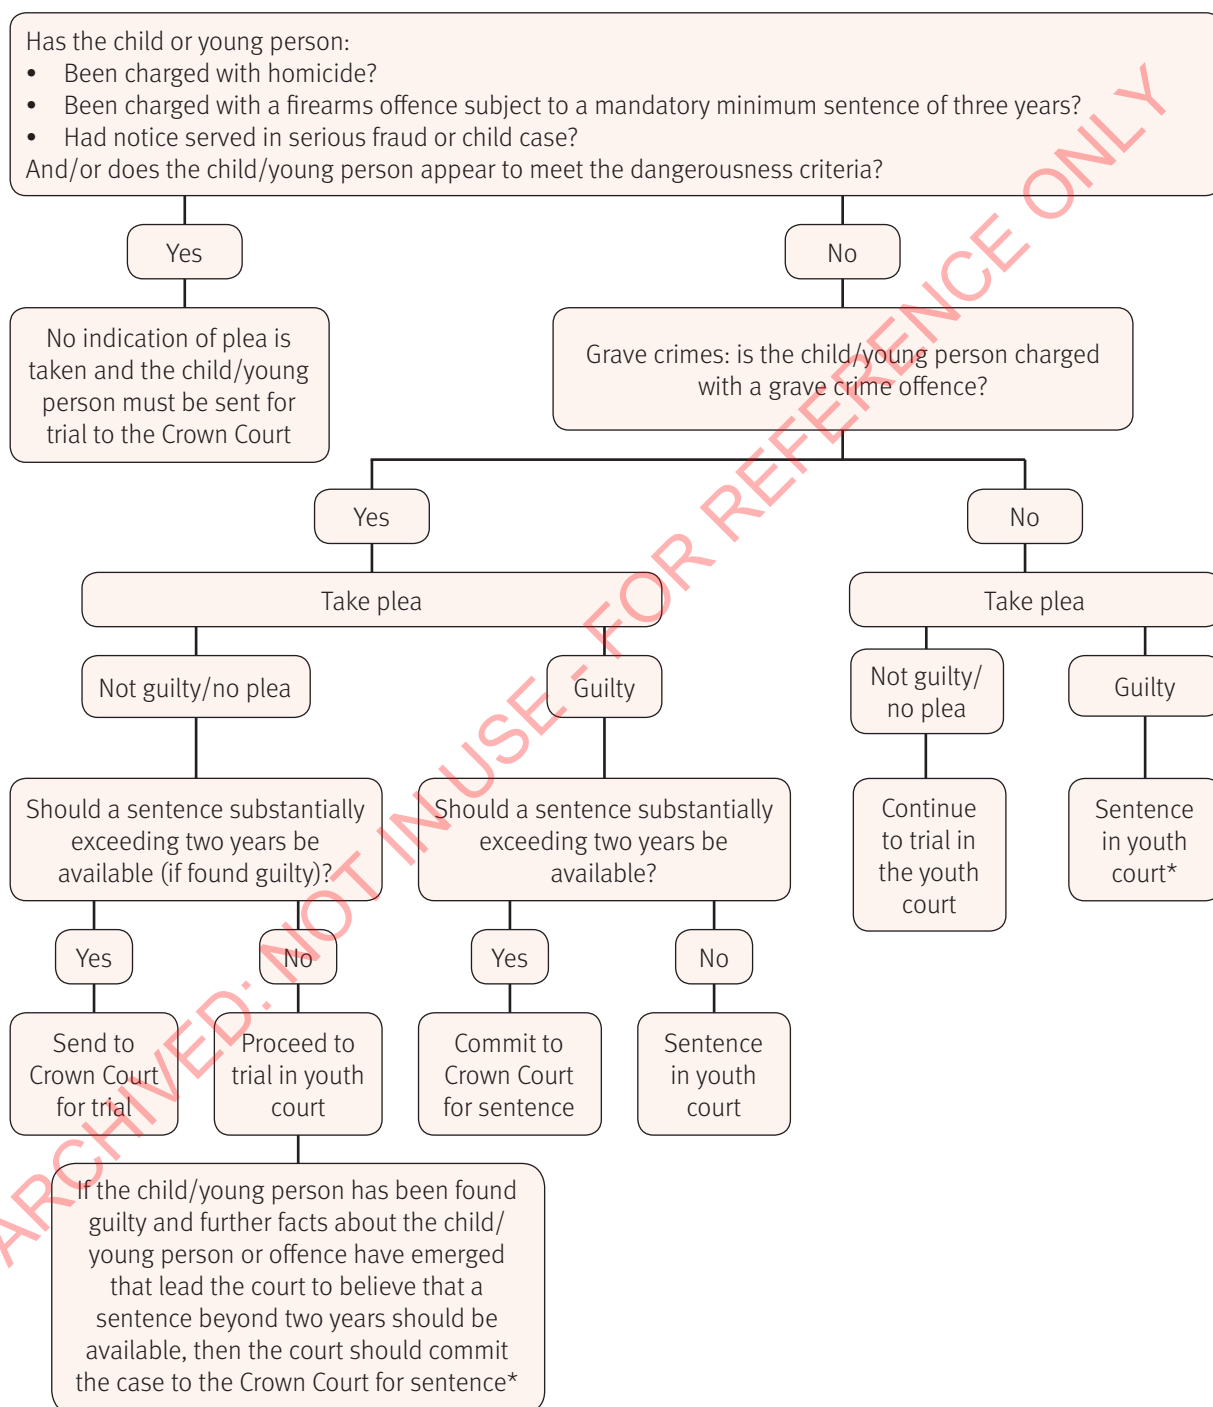 Has the child or young person:
• Been charged with homicide?
• Been charged with a firearms offence subject to a mandatory minimum sentence of three years?
• Had notice served in serious fraud or child case?
And/or does the child/young person appear to meet the dangerousness criteria?
Yes
No
No indication of plea is
taken and the child/young
person must be sent for
trial to the Crown Court
Grave crimes: is the child/young person charged
with a grave crime offence?
Yes
No
Take plea
Take plea
Not guilty/no plea
Guilty
Not guilty/
no plea
Guilty
Should a sentence substantially
exceeding two years be
available (if found guilty)?
Should a sentence substantially
exceeding two years be
available?
Continue
to trial in
the youth
court
Sentence
in youth
court*
Yes
No
Yes
No
Send to
Crown Court
for trial
Proceed to
trial in youth
court
Commit to
Crown Court
for sentence
Sentence
in youth
court
If the child/young person has been found
guilty and further facts about the child/
young person or offence have emerged
that lead the court to believe that a
sentence beyond two years should be
available, then the court should commit
the case to the Crown Court for sentence*
ARCHIVED: NOT IN USE - FOR REFERENCE ONLY